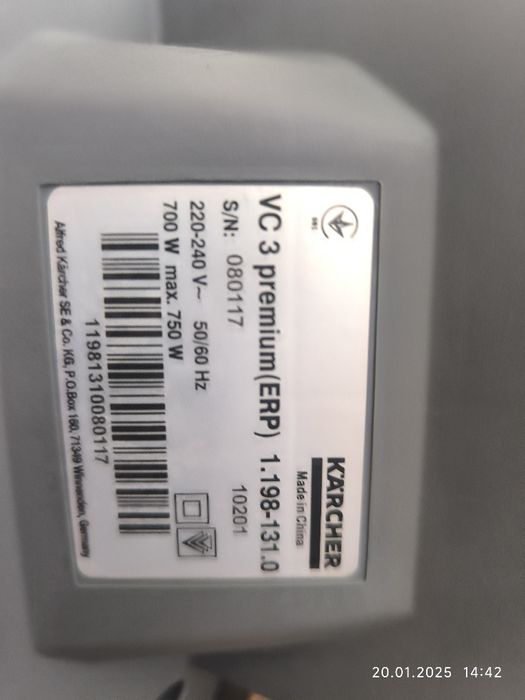 KÄRCHER
Made in China
VC 3 premium(ERP) 1.198-131.0
S/N: 080117
10201
220-240 V~ 50/60 Hz
700 W max. 750 W
11981310080117
Alfred Kärcher SE & Co. KG, P.O.Box 160, 71349 Winnenden, Germany
20.01.2025 14:42